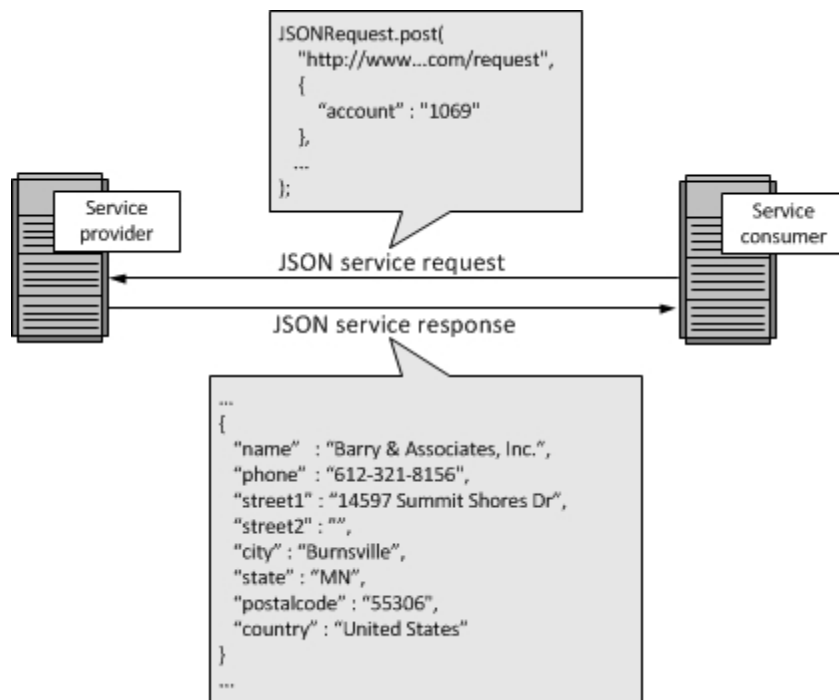 JSONRequest.post(
"http://www...com/request",
{
“account” : "1069"
},
...
};
Service
provider
Service
consumer
JSON service request
JSON service response
...
{
“name” : “Barry & Associates, Inc.”,
“phone” : “612-321-8156",
“street1" : “14597 Summit Shores Dr”,
“street2" : “”,
“city” : “Burnsville”,
“state” : “MN”,
“postalcode” : “55306",
“country” : “United States”
}
...